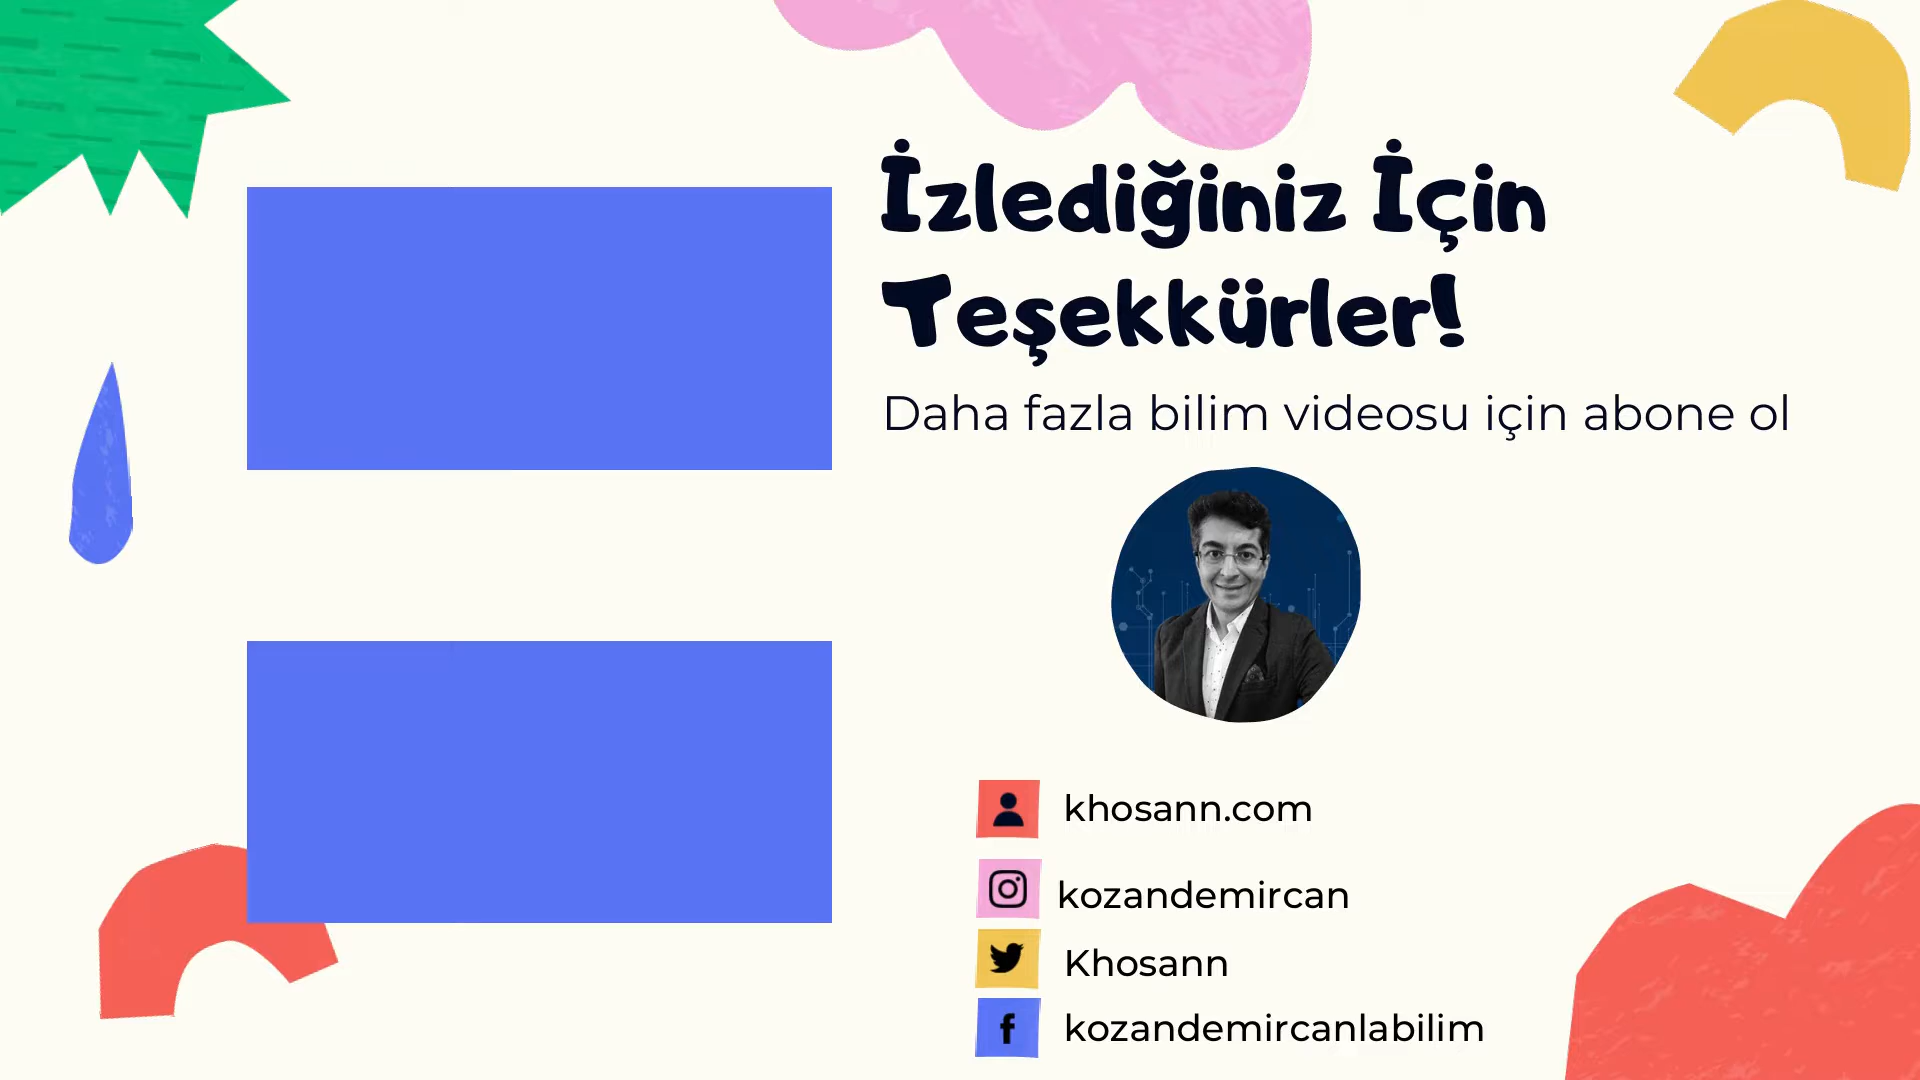 İzlediğiniz İçin
Teşekkürler!
Daha fazla bilim videosu için abone ol
khosann.com
kozandemircan
Khosann
kozandemircanlabilim